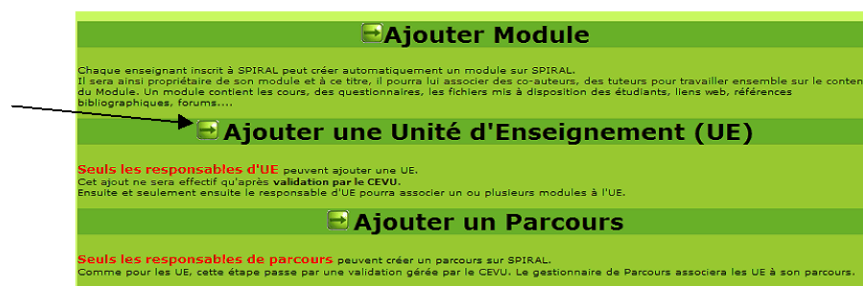 Ajouter Module
Chaque enseignant inscrit à SPIRAL peut créer automatiquement un module sur SPIRAL.
Il sera ainsi propriétaire de son module et à ce titre, il pourra lui associer des co-auteurs, des tuteurs pour travailler ensemble sur le conten
du Module. Un module contient les cours, des questionnaires, les fichiers mis à disposition des étudiants, liens web, références
bibliographiques, forums....
Ajouter une Unité d'Enseignement (UE)
Seuls les responsables d'UE peuvent ajouter une UE.
Cet ajout ne sera effectif qu'après validation par le CEVU.
Ensuite et seulement ensuite le responsable d'UE pourra associer un ou plusieurs modules à l'UE.
Ajouter un Parcours
Seuls les responsables de parcours peuvent créer un parcours sur SPIRAL.
Comme pour les UE, cette étape passe par une validation gérée par le CEVU. Le gestionnaire de Parcours associera les UE à son parcours.